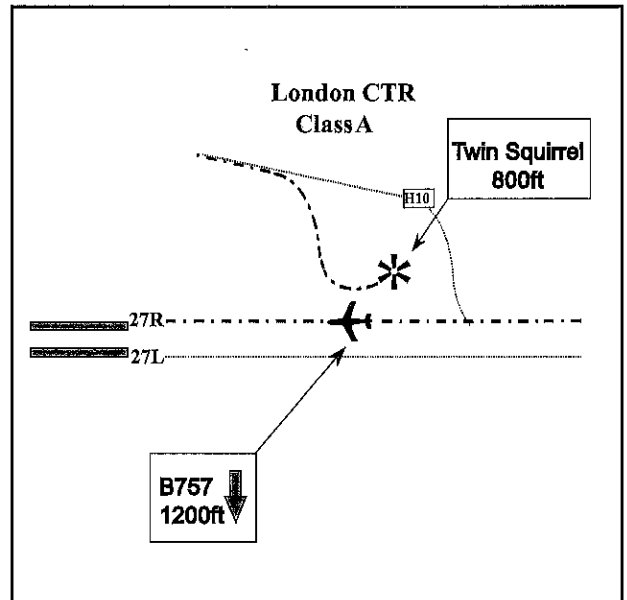 London CTR
Class A
Twin Squirrel
800ft
H10
27R
27L
B757
1200ft